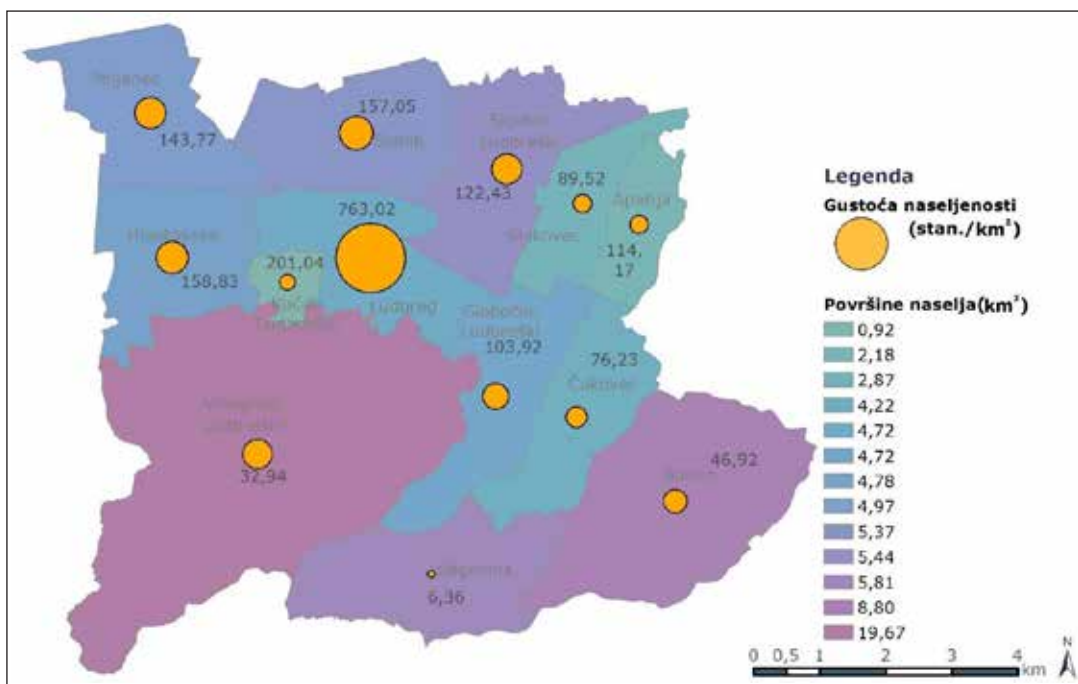 143,77
157,05
122,43
89,52
Apatija
114,
17
763,02
201,04
158,83
Ludbreg
103,92
76,23
Čukovec
32,94
46,92
6,36
Legenda
Gustoća naseljenosti
(stan./km²)
Površine naselja(km²)
0,92
2,18
2,87
4,22
4,72
4,72
4,78
4,97
5,37
5,44
5,81
8,80
19,67
0 0,5 1 2 3 4
km
N